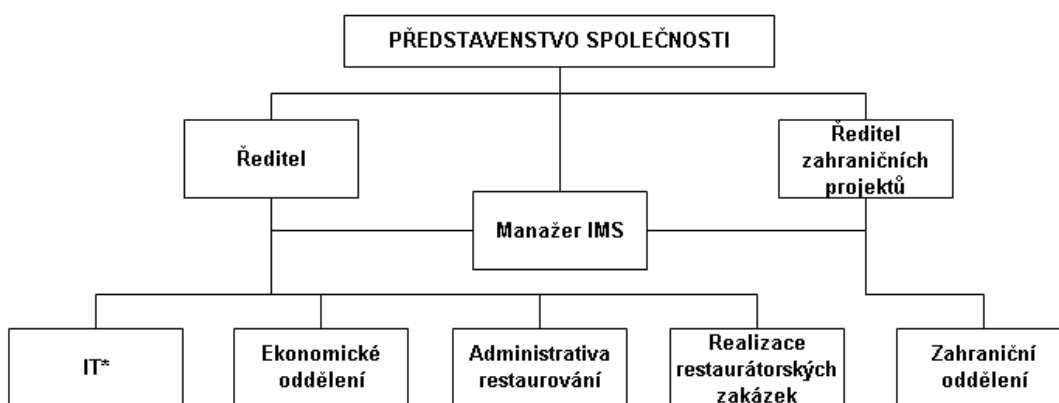 PŘEDSTAVENSTVO SPOLEČNOSTI
Ředitel
Ředitel
zahraničních
projektů
Manažer IMS
IT*
Ekonomické
oddělení
Administrativa
restaurování
Realizace
restaurátorských
zakázek
Zahraniční
oddělení